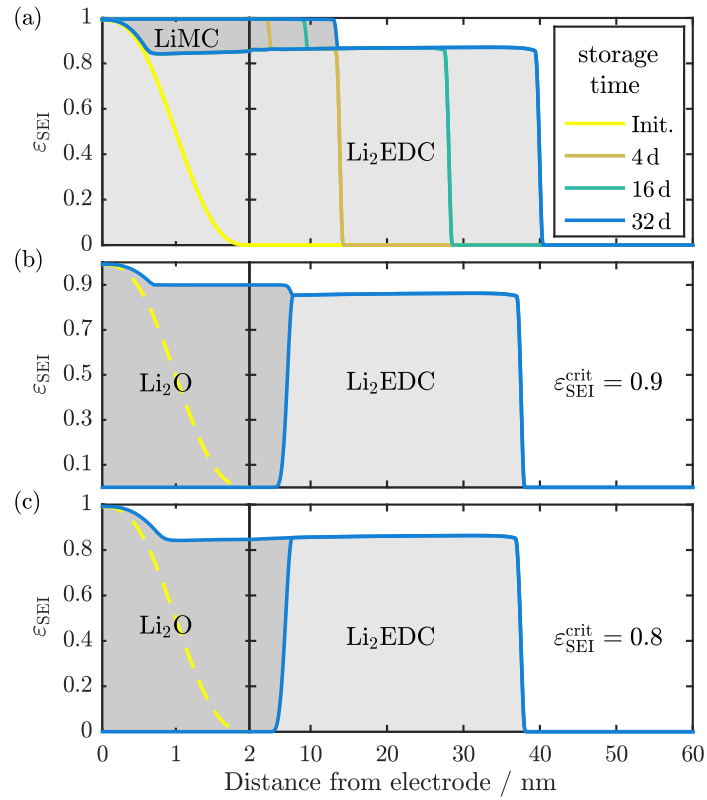 (a)
1
0.8
0.6
0.4
0.2
0
ε_SEI
LiMC
Li₂EDC
storage
time
Init.
4 d
16 d
32 d
(b)
0.9
0.7
0.5
0.3
0.1
ε_SEI
Li₂O
Li₂EDC
ε_SEI^crit = 0.9
(c)
1
0.8
0.6
0.4
0.2
0
ε_SEI
Li₂O
Li₂EDC
ε_SEI^crit = 0.8
0 1 2 10 20 30 40 50 60
Distance from electrode / nm